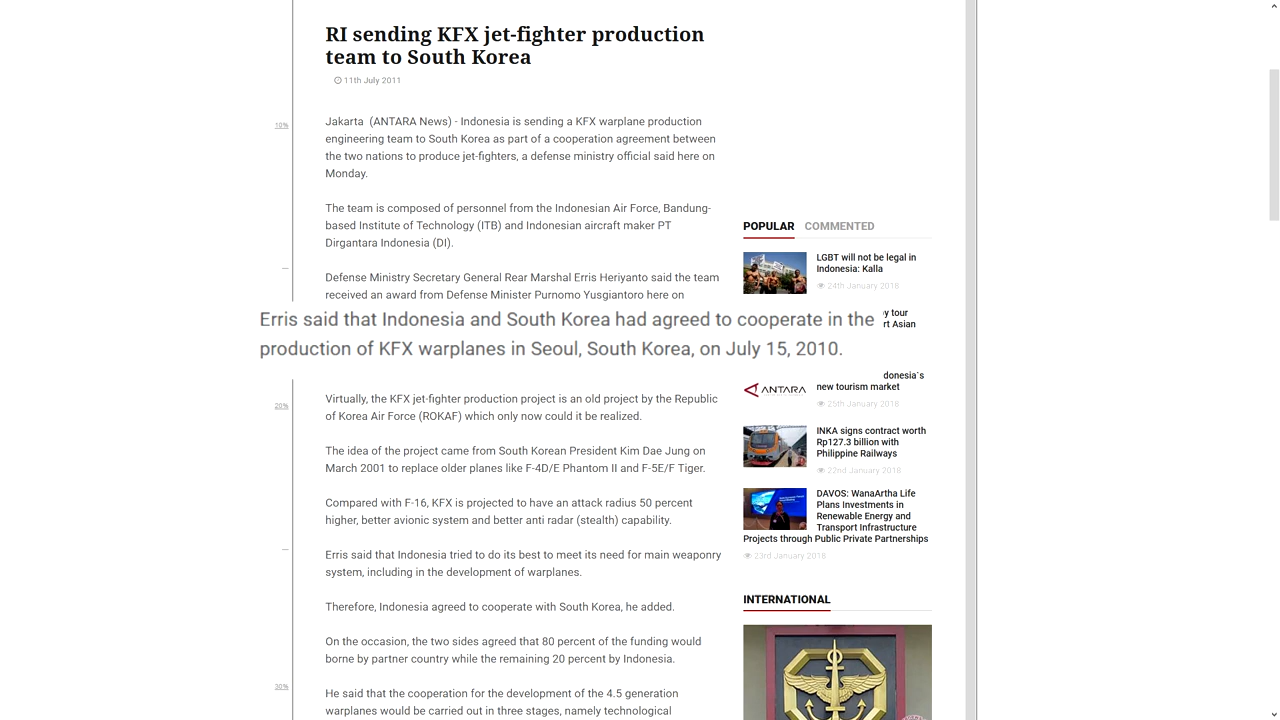 RI sending KFX jet-fighter production
team to South Korea
11th July 2011
10%
Jakarta (ANTARA News) - Indonesia is sending a KFX warplane production
engineering team to South Korea as part of a cooperation agreement between
the two nations to produce jet-fighters, a defense ministry official said here on
Monday.
The team is composed of personnel from the Indonesian Air Force, Bandung-
based Institute of Technology (ITB) and Indonesian aircraft maker PT
Dirgantara Indonesia (DI).
Defense Ministry Secretary General Rear Marshal Erris Heriyanto said the team
received an award from Defense Minister Purnomo Yusgiantoro here on
Erris said that Indonesia and South Korea had agreed to cooperate in the
production of KFX warplanes in Seoul, South Korea, on July 15, 2010.
20%
Virtually, the KFX jet-fighter production project is an old project by the Republic
of Korea Air Force (ROKAF) which only now could it be realized.
The idea of the project came from South Korean President Kim Dae Jung on
March 2001 to replace older planes like F-4D/E Phantom II and F-5E/F Tiger.
Compared with F-16, KFX is projected to have an attack radius 50 percent
higher, better avionic system and better anti radar (stealth) capability.
Erris said that Indonesia tried to do its best to meet its need for main weaponry
system, including in the development of warplanes.
Therefore, Indonesia agreed to cooperate with South Korea, he added.
On the occasion, the two sides agreed that 80 percent of the funding would
borne by partner country while the remaining 20 percent by Indonesia.
30%
He said that the cooperation for the development of the 4.5 generation
warplanes would be carried out in three stages, namely technological
POPULAR COMMENTED
LGBT will not be legal in
Indonesia: Kalla
24th January 2018
y tour
rt Asian
donesia`s
new tourism market
ANTARA
25th January 2018
INKA signs contract worth
Rp127.3 billion with
Philippine Railways
22nd January 2018
DAVOS: WanaArtha Life
Plans Investments in
Renewable Energy and
Transport Infrastructure
Projects through Public Private Partnerships
23rd January 2018
INTERNATIONAL